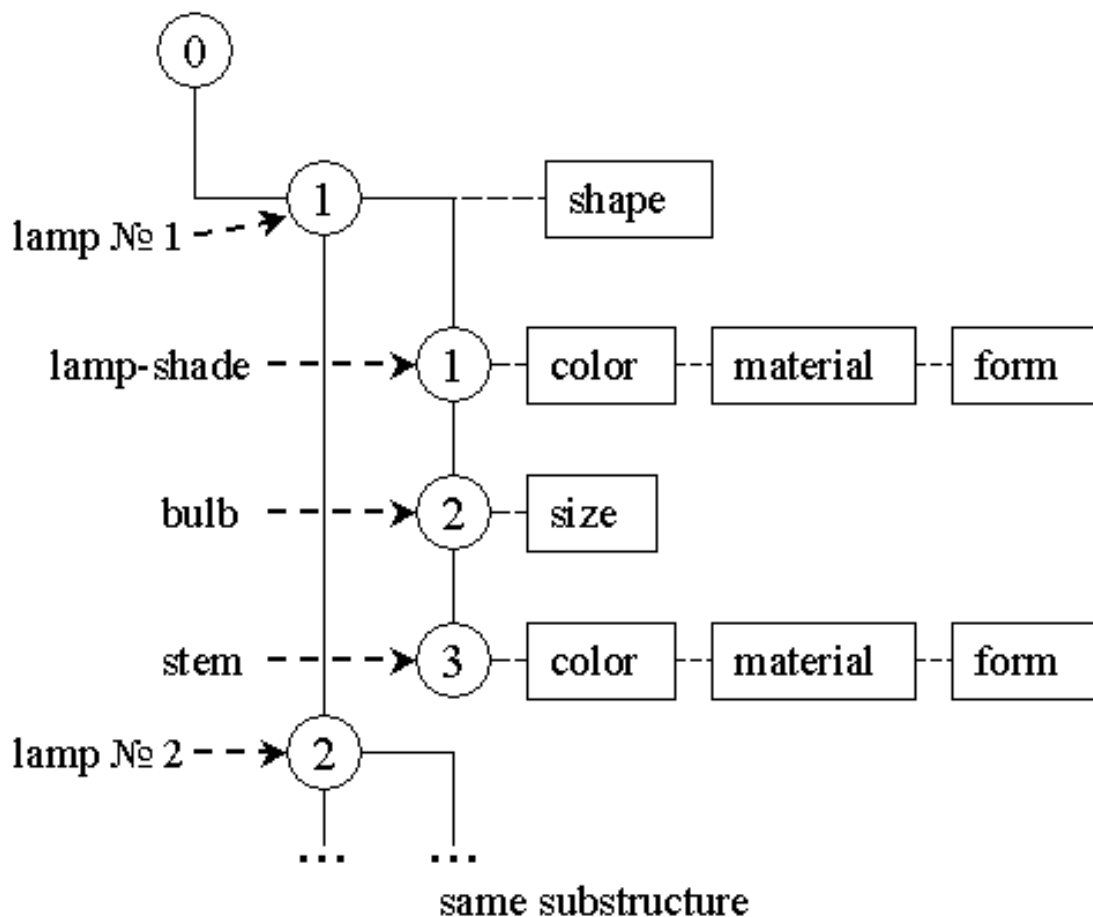 0
1 shape
lamp № 1
lamp-shade 1 color material form
bulb 2 size
stem 3 color material form
lamp № 2 2
... ...
same substructure